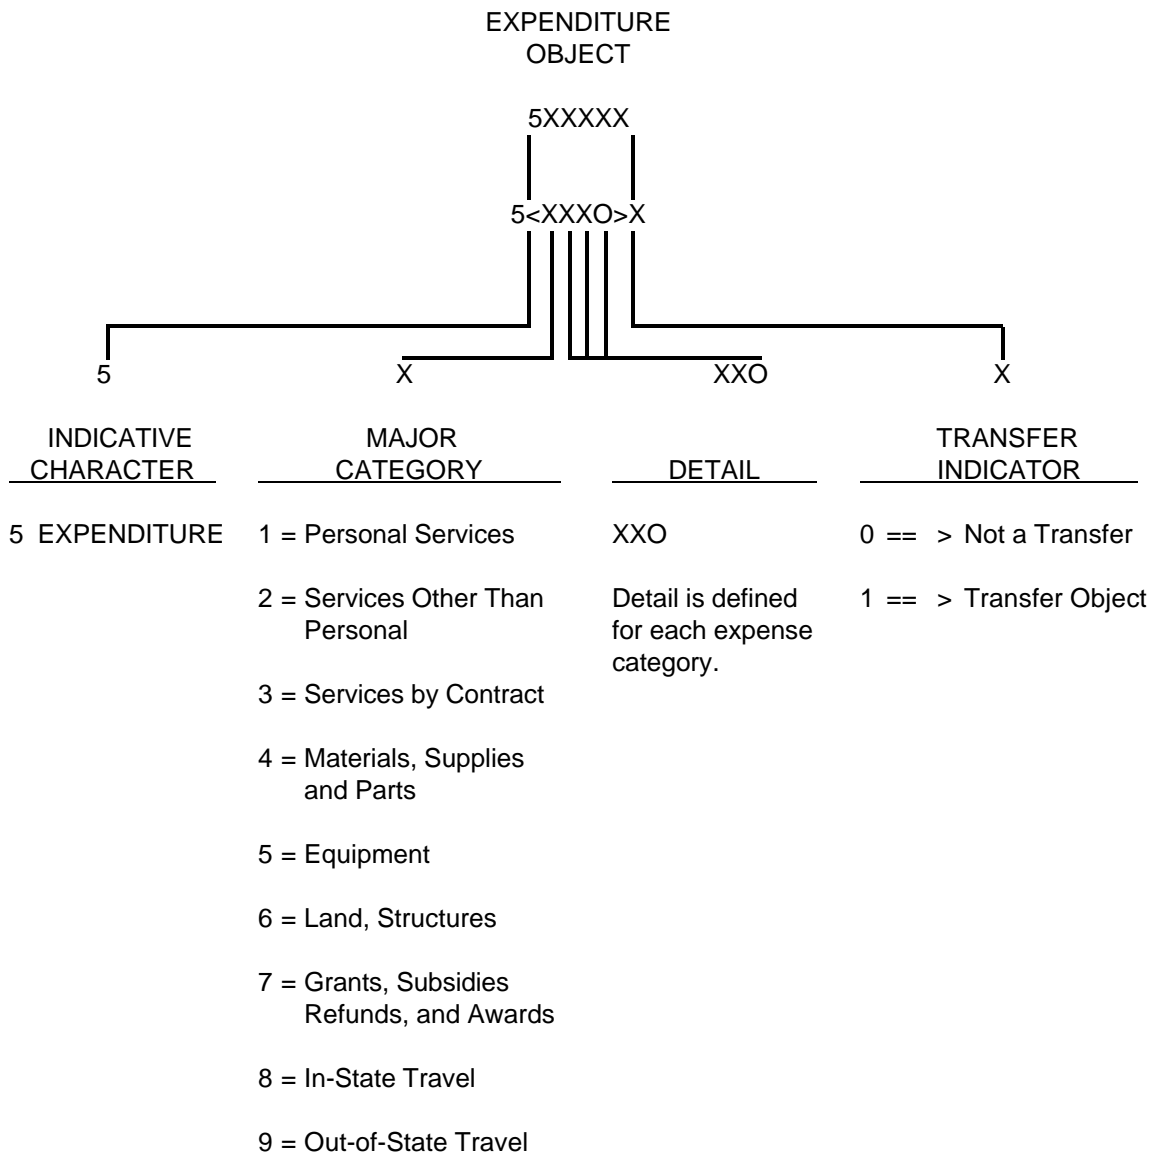 EXPENDITURE
OBJECT
5XXXXX
5<XXXO>X
5
X
XXO
X
INDICATIVE
CHARACTER
MAJOR
CATEGORY
DETAIL
TRANSFER
INDICATOR
5 EXPENDITURE
1 = Personal Services
2 = Services Other Than
Personal
3 = Services by Contract
4 = Materials, Supplies
and Parts
5 = Equipment
6 = Land, Structures
7 = Grants, Subsidies
Refunds, and Awards
8 = In-State Travel
9 = Out-of-State Travel
XXO
Detail is defined
for each expense
category.
0 == > Not a Transfer
1 == > Transfer Object